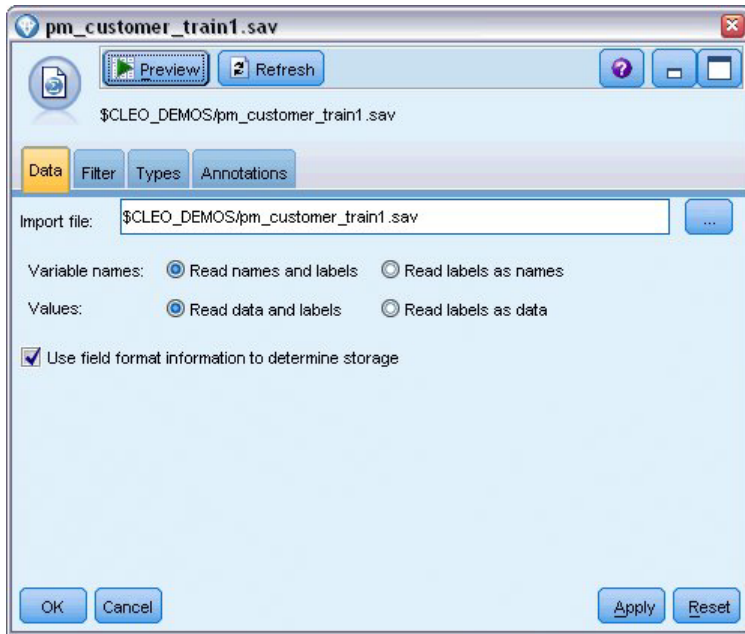 pm_customer_train1.sav
Preview Refresh ?
$CLEO_DEMOS/pm_customer_train1.sav
Data Filter Types Annotations
Import file: $CLEO_DEMOS/pm_customer_train1.sav ...
Variable names: Read names and labels Read labels as names
Values: Read data and labels Read labels as data
Use field format information to determine storage
OK Cancel Apply Reset